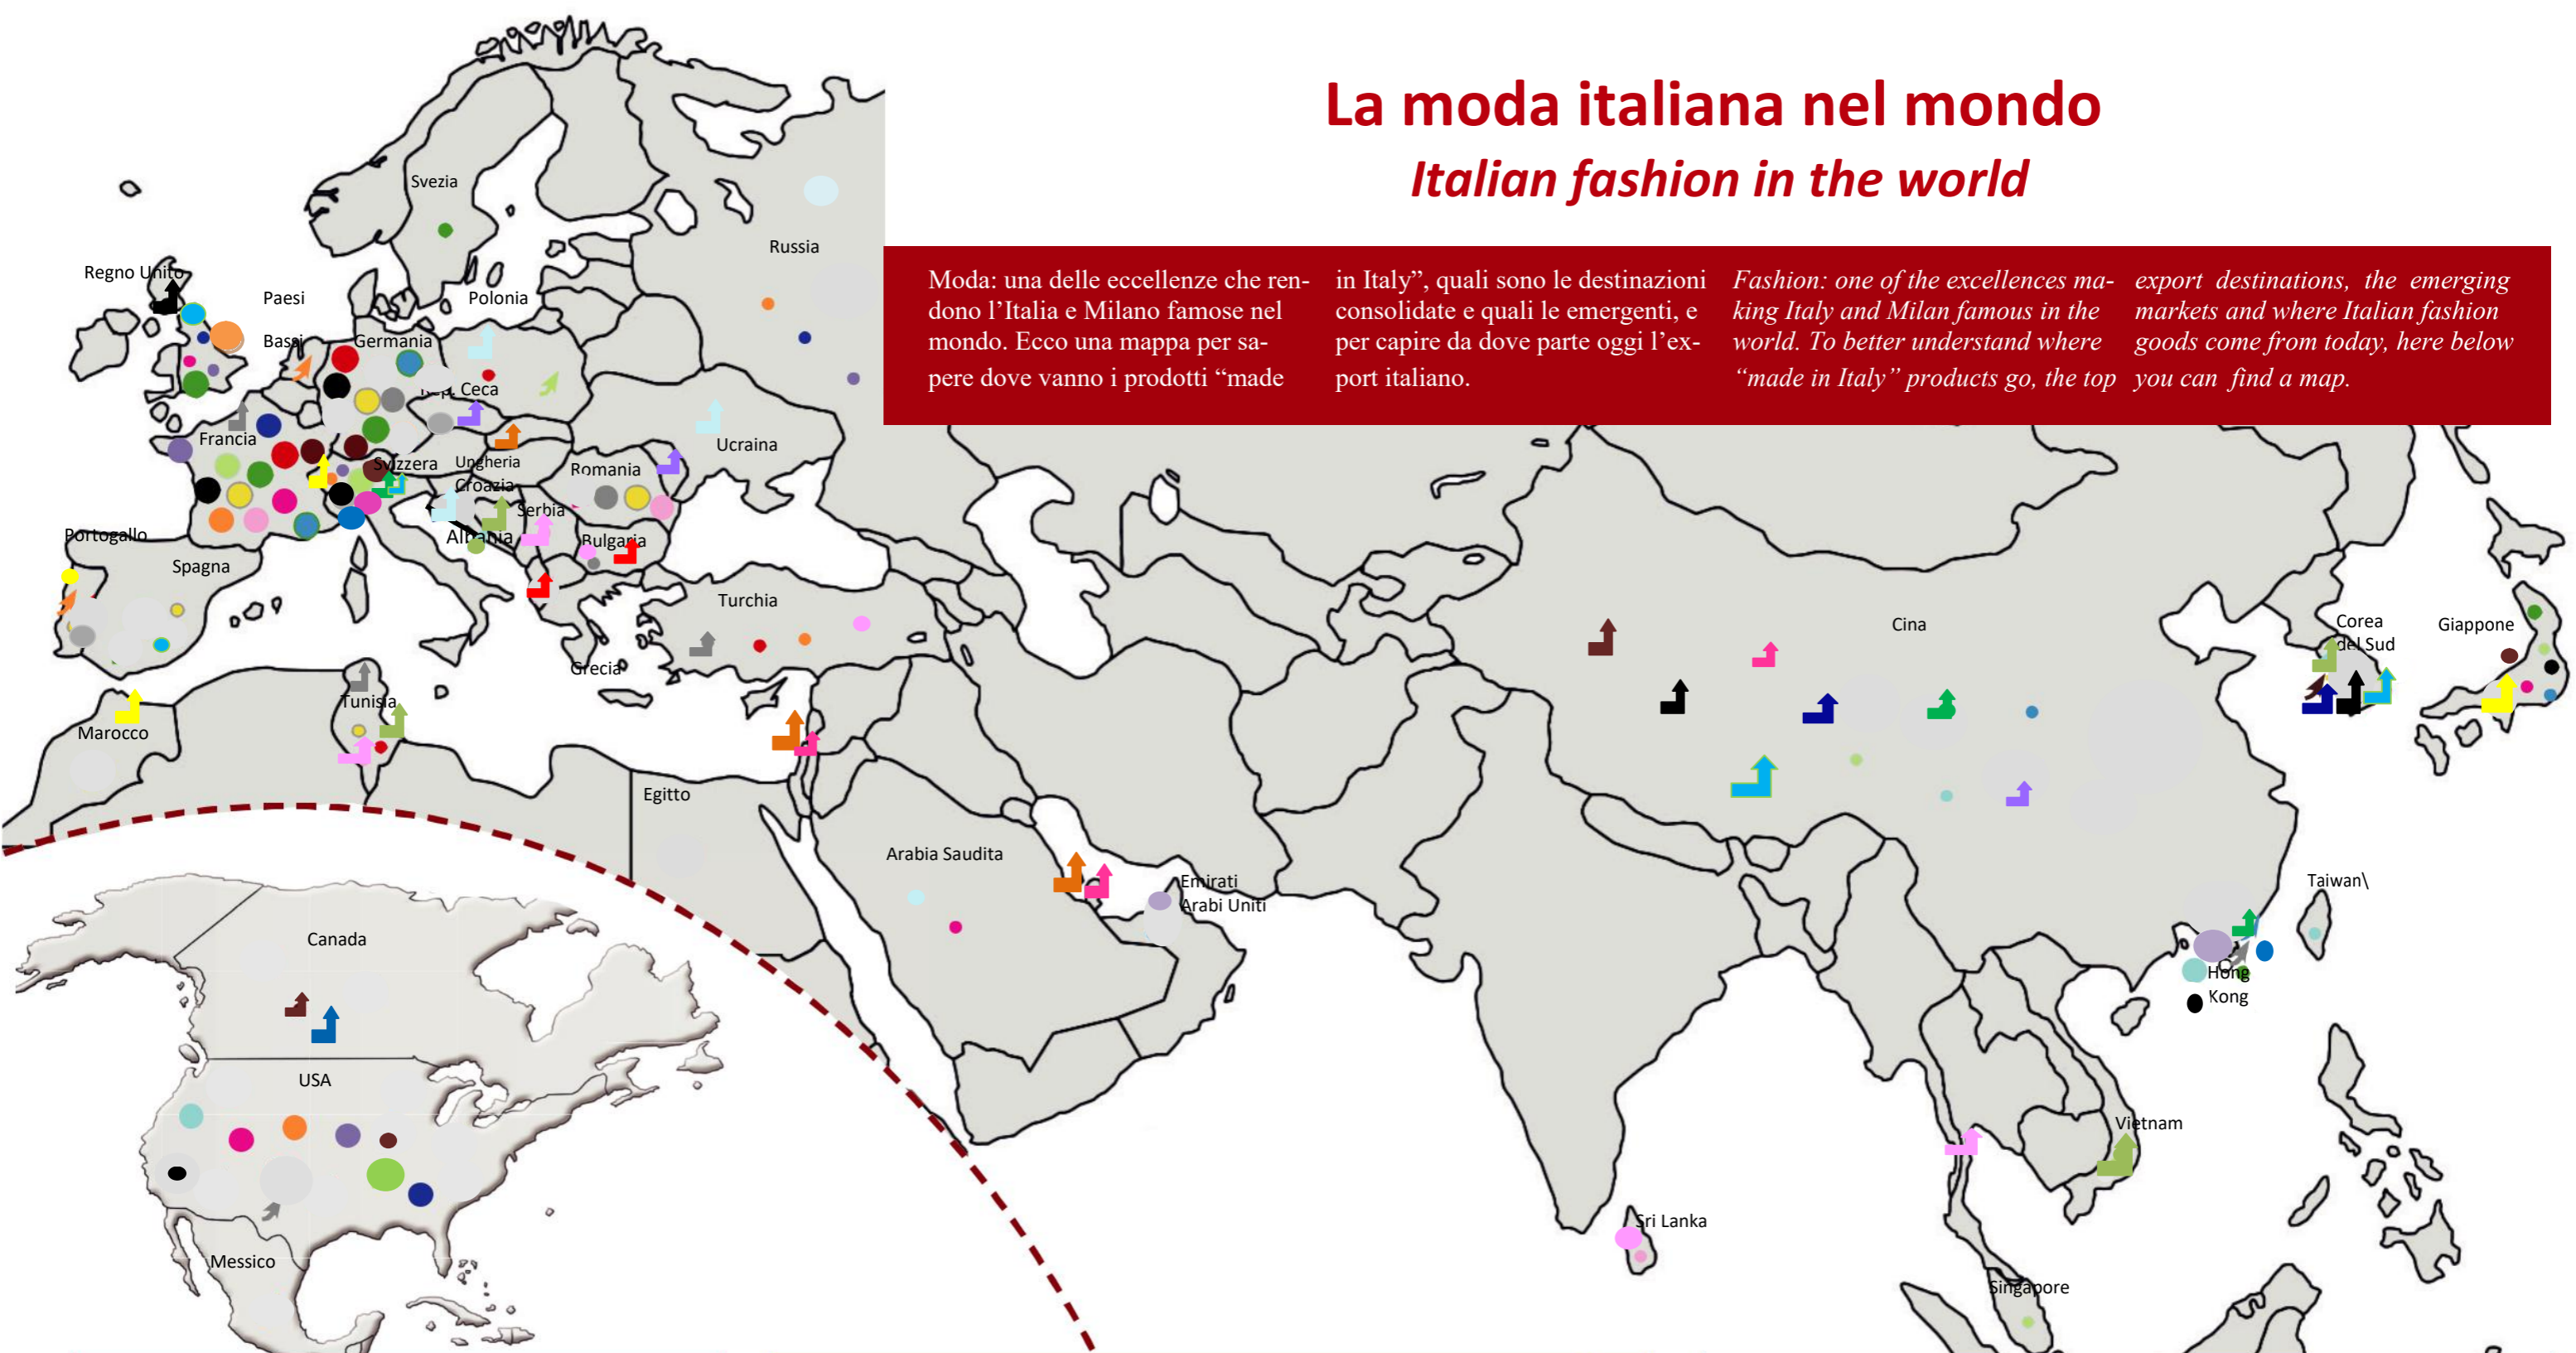 La moda italiana nel mondo
Italian fashion in the world
Moda: una delle eccellenze che ren-
dono l'Italia e Milano famose nel
mondo. Ecco una mappa per sa-
pere dove vanno i prodotti “made
in Italy”, quali sono le destinazioni
consolidate e quali le emergenti, e
per capire da dove parte oggi l'ex-
port italiano.
Fashion: one of the excellences ma-
king Italy and Milan famous in the
world. To better understand where
“made in Italy” products go, the top
export destinations, the emerging
markets and where Italian fashion
goods come from today, here below
you can find a map.
Svezia
Russia
Regno Unito
Paesi
Bassi
Polonia
Germania
Rep. Ceca
Francia
Svizzera
Ungheria
Romania
Ucraina
Croazia
Serbia
Albania
Bulgaria
Portogallo
Spagna
Turchia
Grecia
Tunisia
Marocco
Egitto
Arabia Saudita
Emirati
Arabi Uniti
Cina
Corea
del Sud
Giappone
Taiwan\
Hong
Kong
Vietnam
Sri Lanka
Singapore
Canada
USA
Messico